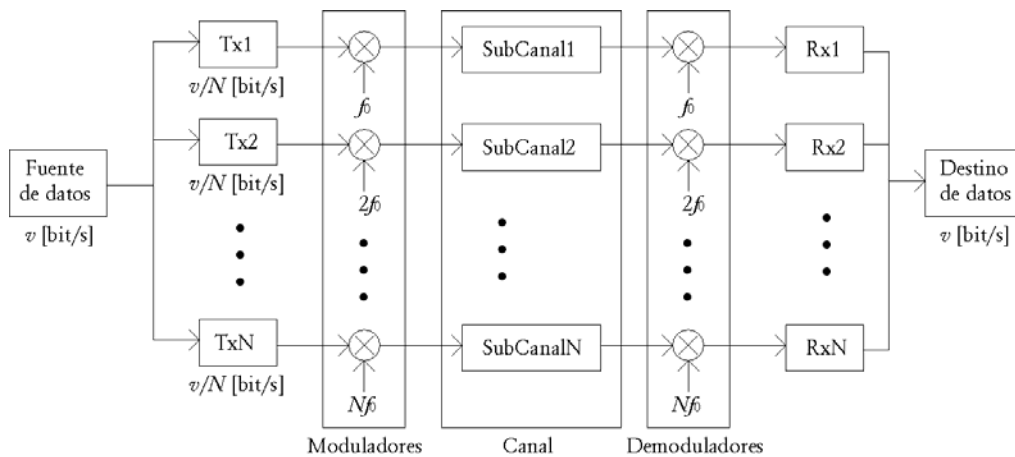 Tx1
SubCanal1
Rx1
v/N [bit/s]
f₀
f₀
Tx2
SubCanal2
Rx2
Fuente
de datos
v/N [bit/s]
2f₀
2f₀
Destino
de datos
v [bit/s]
v [bit/s]
TxN
SubCanalN
RxN
v/N [bit/s]
Nf₀
Nf₀
Moduladores
Canal
Demoduladores